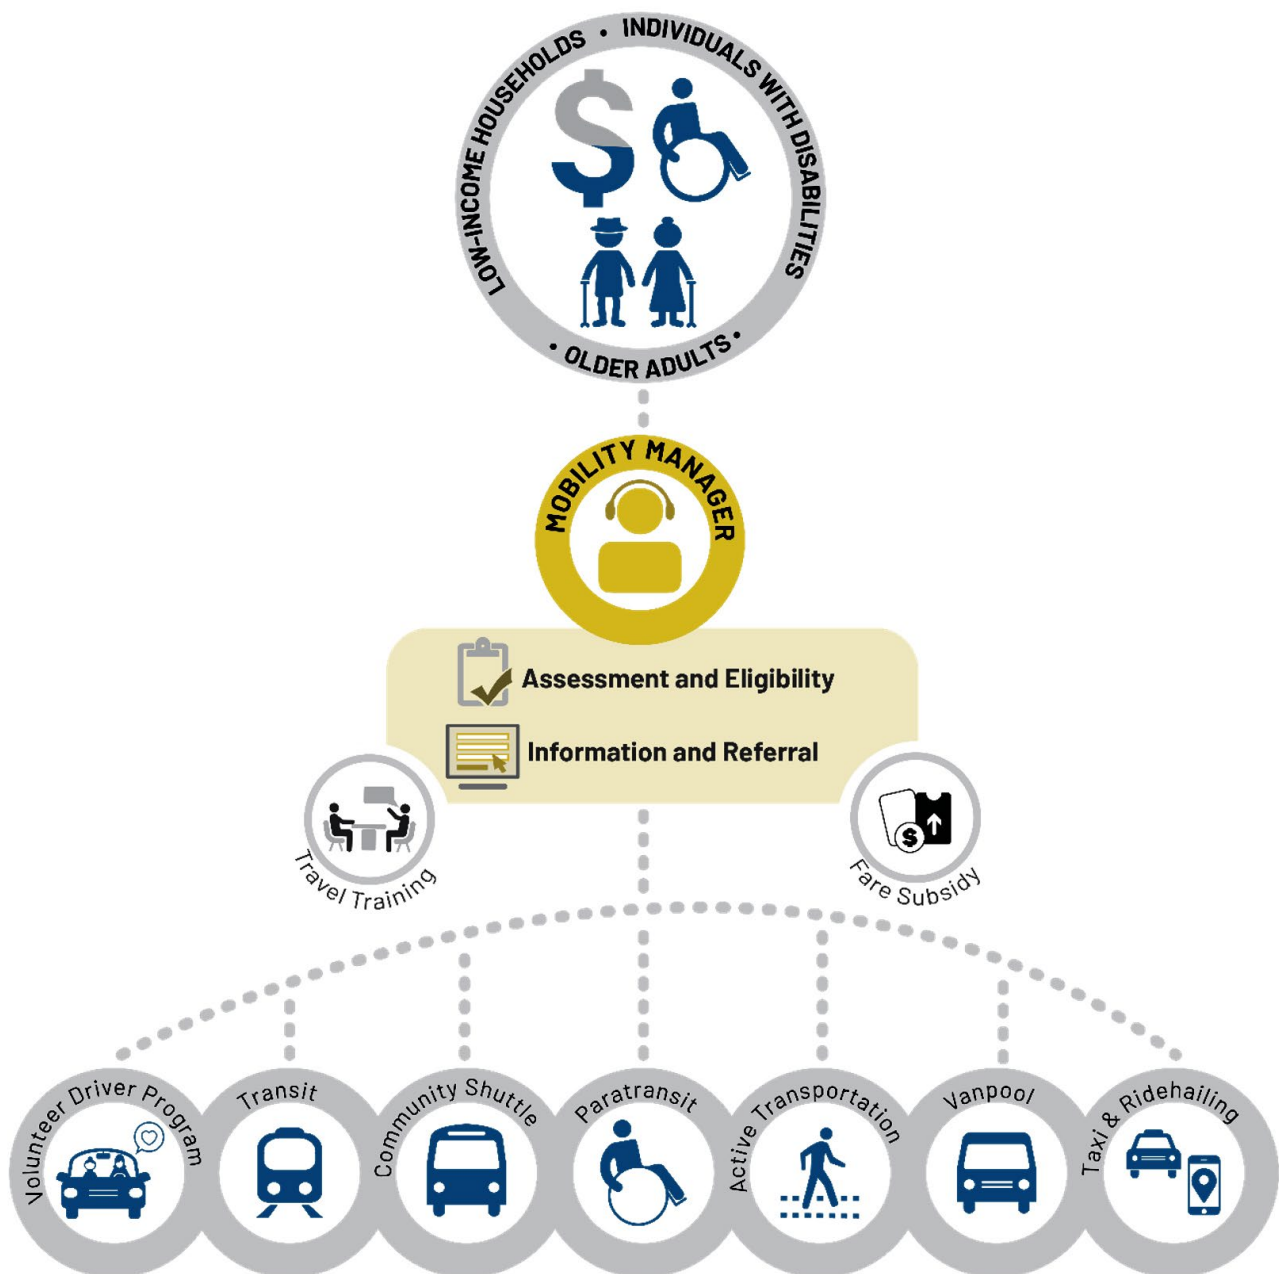 LOW-INCOME HOUSEHOLDS • INDIVIDUALS WITH DISABILITIES
• OLDER ADULTS •
MOBILITY MANAGER
Assessment and Eligibility
Information and Referral
Travel Training
Fare Subsidy
Volunteer Driver Program
Transit
Community Shuttle
Paratransit
Active Transportation
Vanpool
Taxi & Ridehailing